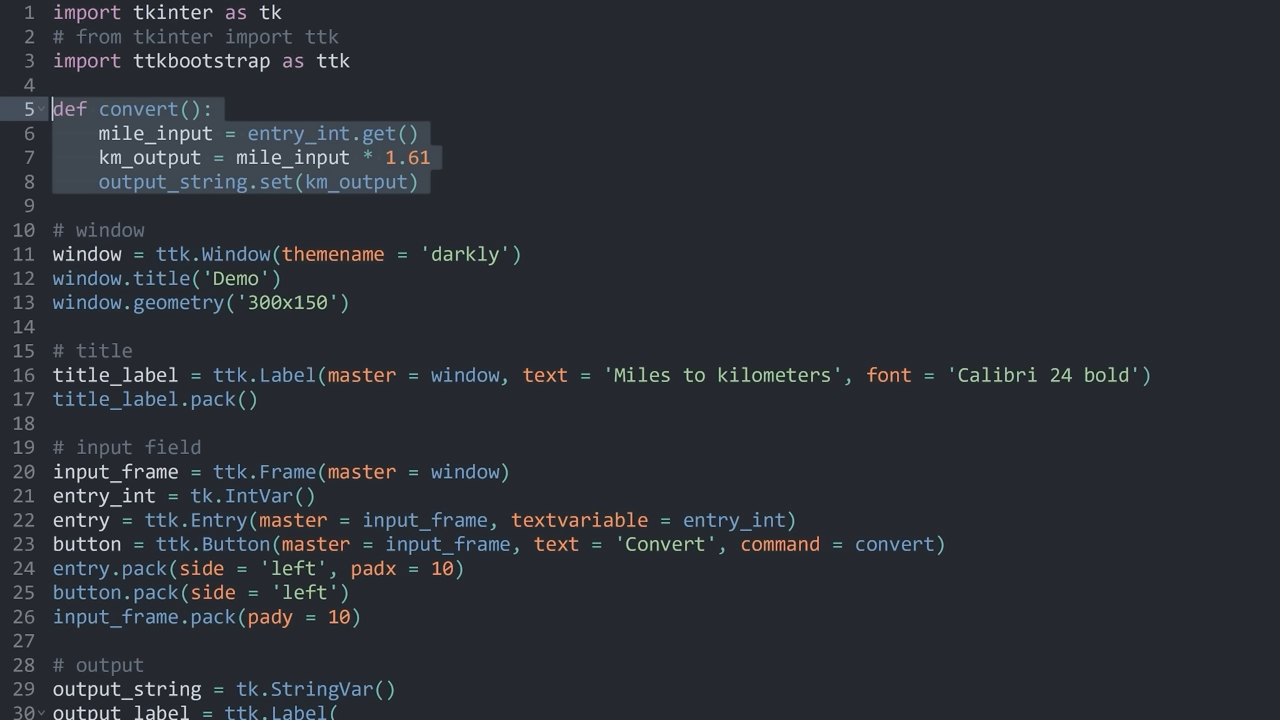 1 import tkinter as tk
2 # from tkinter import ttk
3 import ttkbootstrap as ttk
4
5 def convert():
6     mile_input = entry_int.get()
7     km_output = mile_input * 1.61
8     output_string.set(km_output)
9
10 # window
11 window = ttk.Window(themename = 'darkly')
12 window.title('Demo')
13 window.geometry('300x150')
14
15 # title
16 title_label = ttk.Label(master = window, text = 'Miles to kilometers', font = 'Calibri 24 bold')
17 title_label.pack()
18
19 # input field
20 input_frame = ttk.Frame(master = window)
21 entry_int = tk.IntVar()
22 entry = ttk.Entry(master = input_frame, textvariable = entry_int)
23 button = ttk.Button(master = input_frame, text = 'Convert', command = convert)
24 entry.pack(side = 'left', padx = 10)
25 button.pack(side = 'left')
26 input_frame.pack(pady = 10)
27
28 # output
29 output_string = tk.StringVar()
30 output_label = ttk.Label(